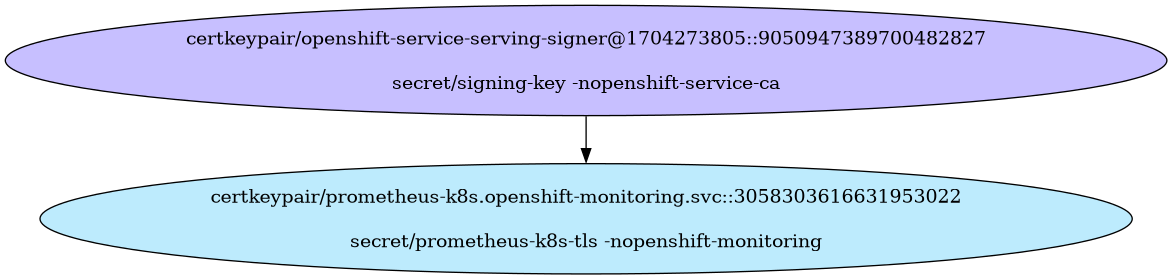 certkeypair/openshift-service-serving-signer@1704273805::9050947389700482827
secret/signing-key -nopenshift-service-ca
certkeypair/prometheus-k8s.openshift-monitoring.svc::3058303616631953022
secret/prometheus-k8s-tls -nopenshift-monitoring